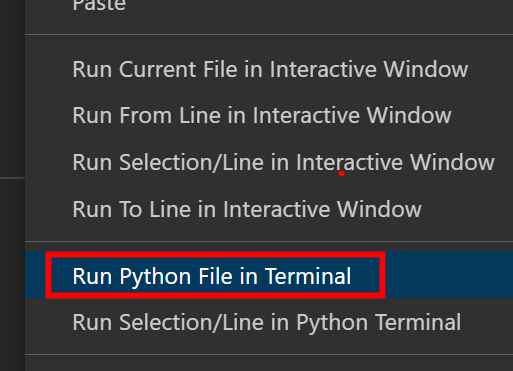 Paste
Run Current File in Interactive Window
Run From Line in Interactive Window
Run Selection/Line in Interactive Window
Run To Line in Interactive Window
Run Python File in Terminal
Run Selection/Line in Python Terminal